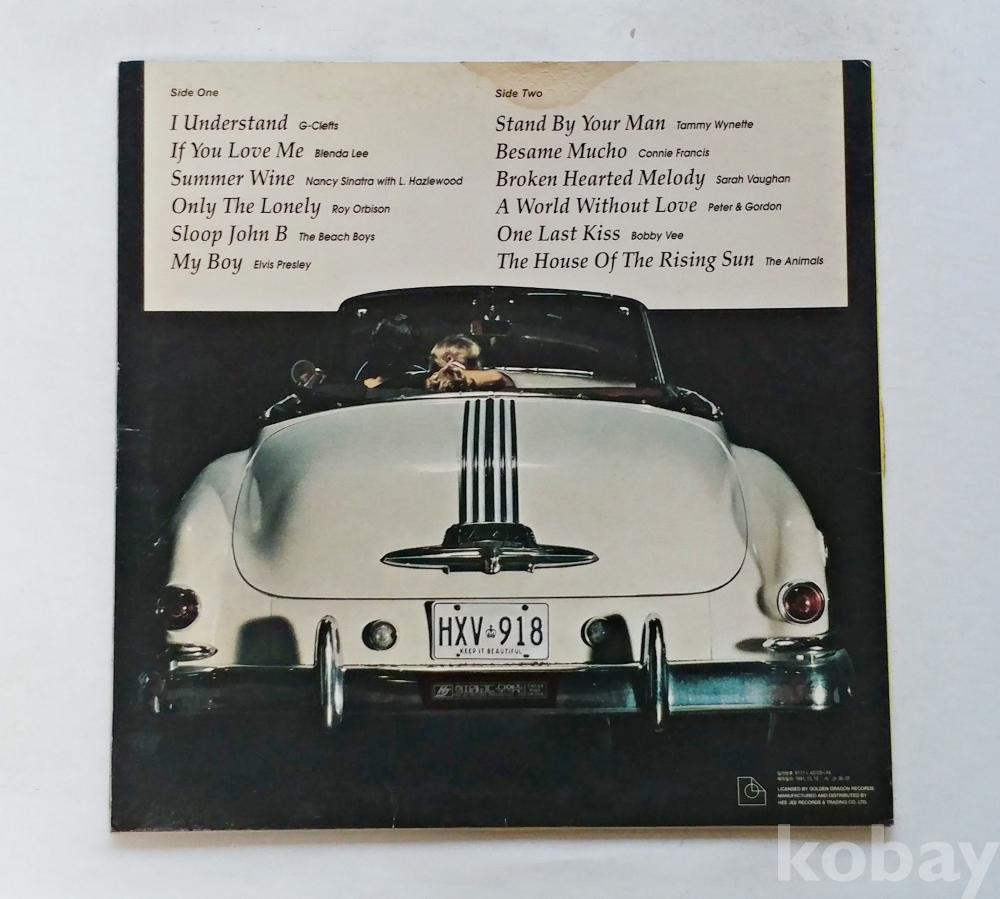 Side One
I Understand G-Clefts
If You Love Me Blenda Lee
Summer Wine Nancy Sinatra with L. Hazlewood
Only The Lonely Roy Orbison
Sloop John B The Beach Boys
My Boy Elvis Presley
Side Two
Stand By Your Man Tammy Wynette
Besame Mucho Connie Francis
Broken Hearted Melody Sarah Vaughan
A World Without Love Peter & Gordon
One Last Kiss Bobby Vee
The House Of The Rising Sun The Animals
HXV 918
KEEP IT BEAUTIFUL
LICENSED BY GOLDEN DRAGON RECORDS
MANUFACTURED AND DISTRIBUTED BY
HEE JEE RECORDS & TRADING CO. LTD.
kobay